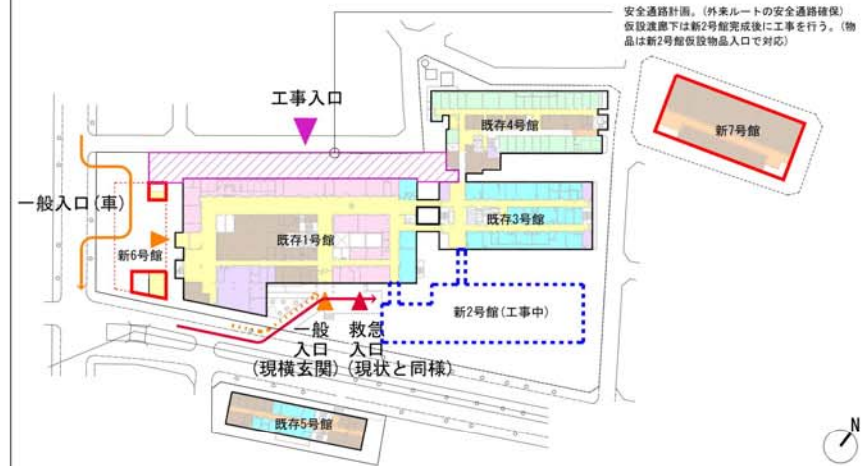 安全通路計画。(外来ルートの安全通路確保)
仮設渡廊下は新2号館完成後に工事を行う。(物
品は新2号館仮設物品入口で対応)
工事入口
既存4号館
新7号館
一般入口(車)
既存3号館
既存1号館
新6号館
新2号館(工事中)
一般 救急
入口 入口
(現横玄関) (現状と同様)
既存5号館
N